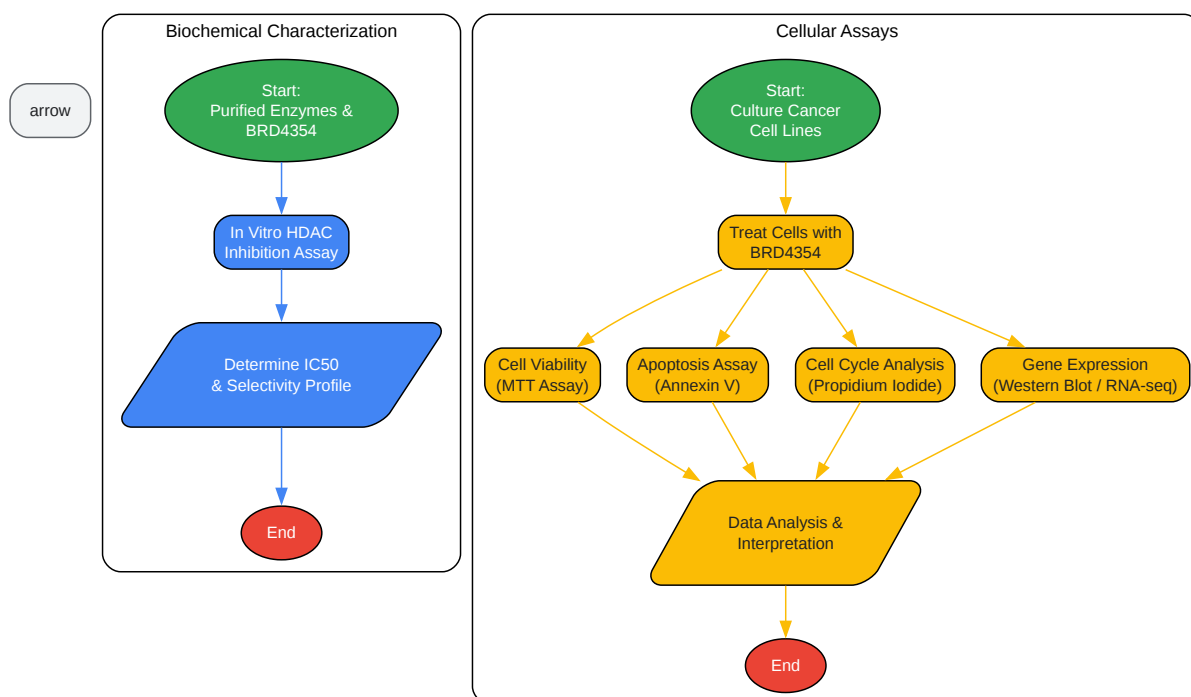 arrow
Biochemical Characterization
Start:
Purified Enzymes &
BRD4354
In Vitro HDAC
Inhibition Assay
Determine IC50
& Selectivity Profile
End
Cellular Assays
Start:
Culture Cancer
Cell Lines
Treat Cells with
BRD4354
Cell Viability
(MTT Assay)
Apoptosis Assay
(Annexin V)
Cell Cycle Analysis
(Propidium Iodide)
Gene Expression
(Western Blot / RNA-seq)
Data Analysis &
Interpretation
End